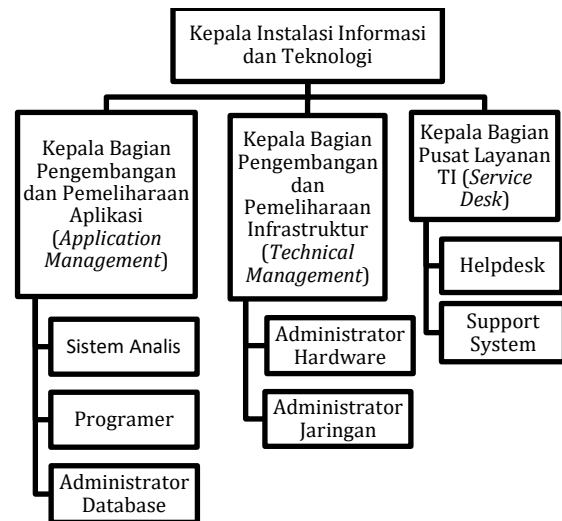 Kepala Instalasi Informasi
dan Teknologi
Kepala Bagian
Pengembangan
dan Pemeliharaan
Aplikasi
(Application
Management)
Sistem Analis
Programer
Administrator
Database
Kepala Bagian
Pengembangan
dan
Pemeliharaan
Infrastruktur
(Technical
Management)
Administrator
Hardware
Administrator
Jaringan
Kepala Bagian
Pusat Layanan
TI (Service
Desk)
Helpdesk
Support
System